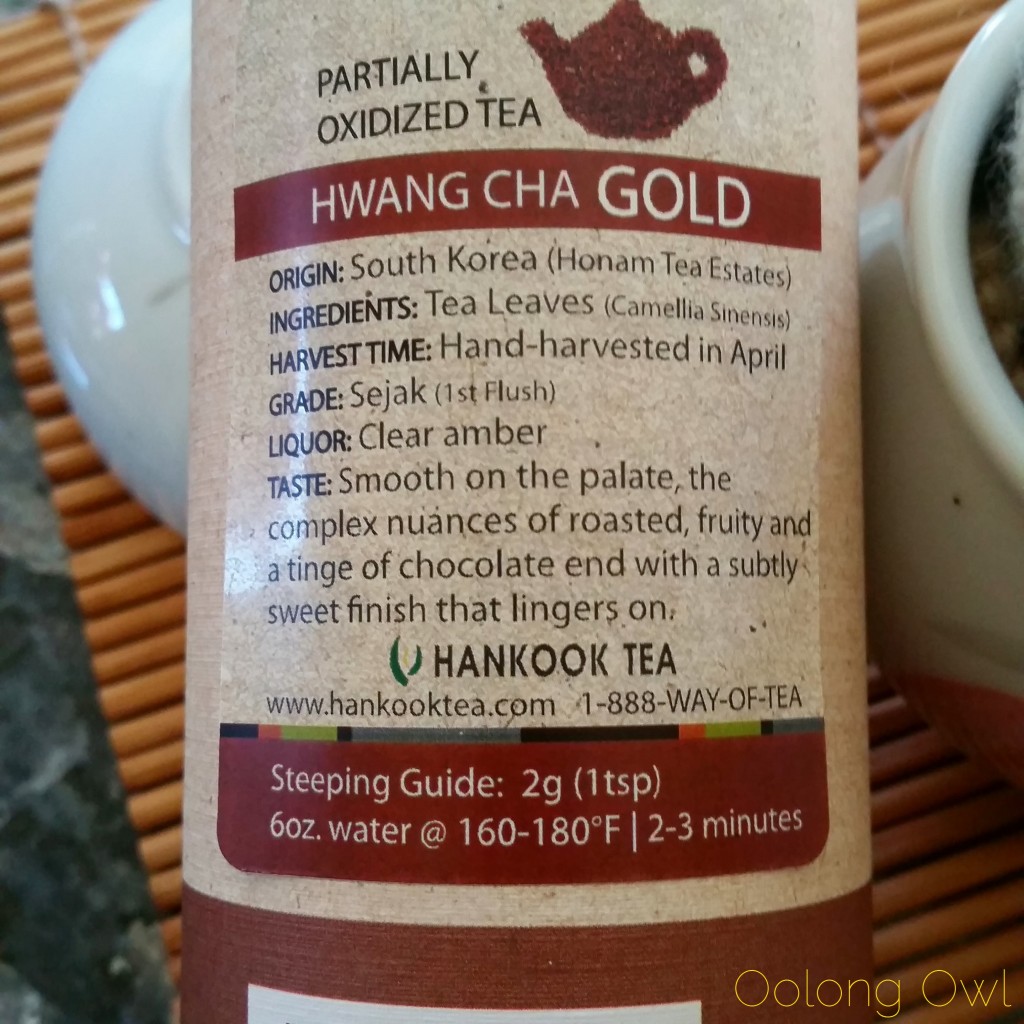 PARTIALLY
OXIDIZED TEA
HWANG CHA GOLD
ORIGIN: South Korea (Honam Tea Estates)
INGREDIENTS: Tea Leaves (Camellia Sinensis)
HARVEST TIME: Hand-harvested in April
GRADE: Sejak (1st Flush)
LIQUOR: Clear amber
TASTE: Smooth on the palate, the
complex nuances of roasted, fruity and
a tinge of chocolate end with a subtly
sweet finish that lingers on.
HANKOOK TEA
www.hankooktea.com 1-888-WAY-OF-TEA
Steeping Guide: 2g (1tsp)
6oz. water @ 160-180°F | 2-3 minutes
Oolong Owl